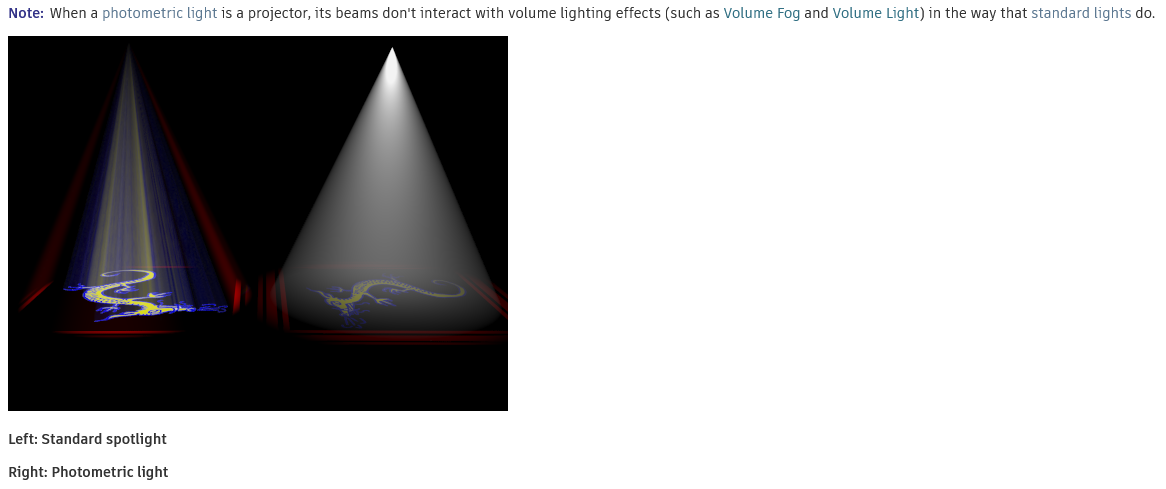 Note: When a photometric light is a projector, its beams don't interact with volume lighting effects (such as Volume Fog and Volume Light) in the way that standard lights do.
Left: Standard spotlight
Right: Photometric light